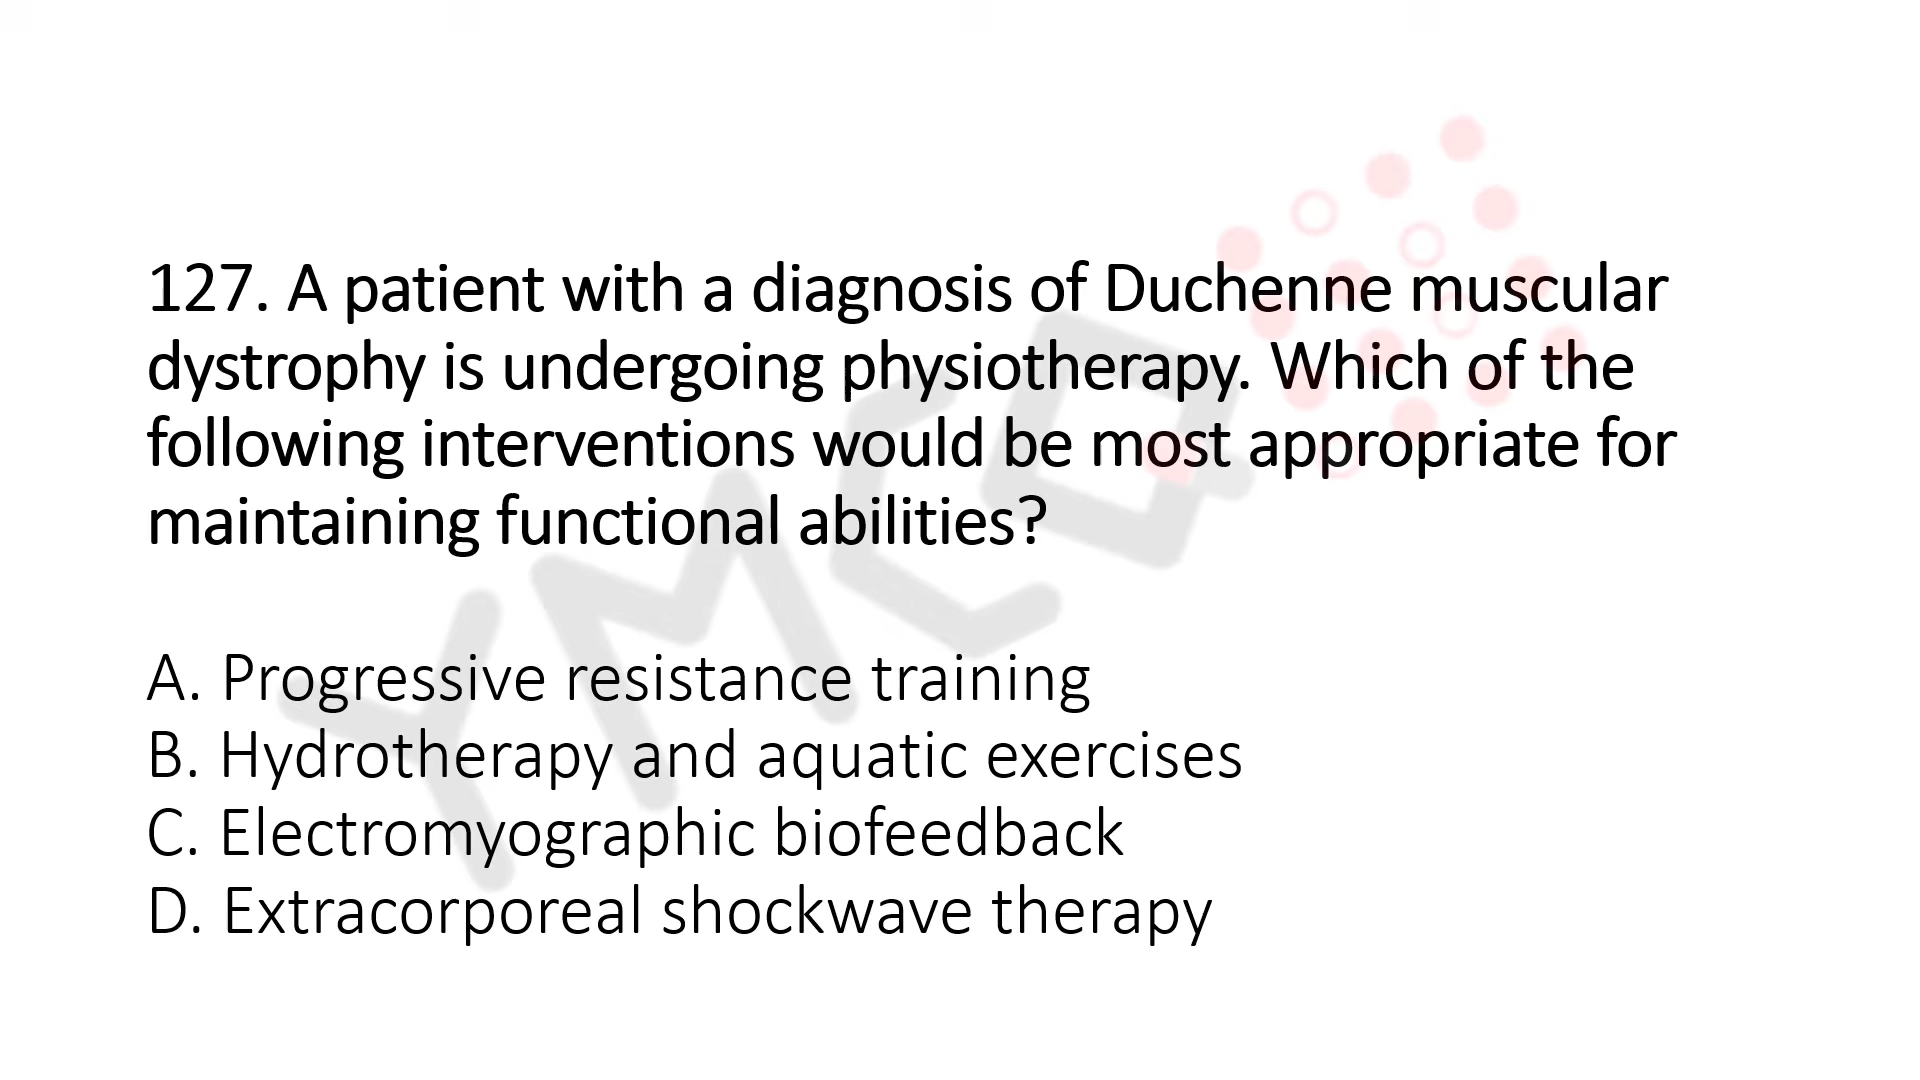 127. A patient with a diagnosis of Duchenne muscular
dystrophy is undergoing physiotherapy. Which of the
following interventions would be most appropriate for
maintaining functional abilities?
A. Progressive resistance training
B. Hydrotherapy and aquatic exercises
C. Electromyographic biofeedback
D. Extracorporeal shockwave therapy
YMCQ